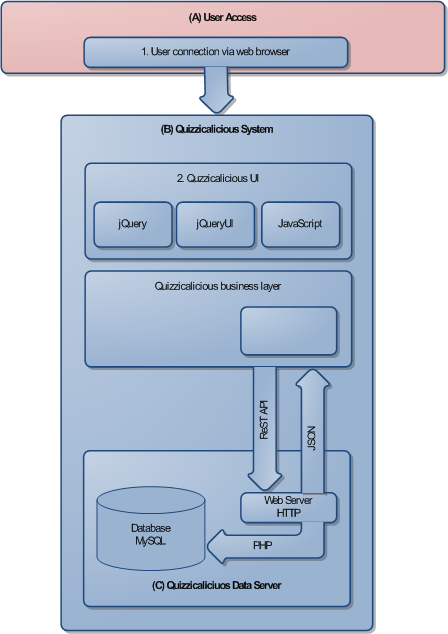 (A) User Access
1. User connection via web browser
(B) Quizzicalicious System
2. Quzzicalicious UI
jQuery
jQueryUI
JavaScript
Quizzicalicious business layer
ReST API
JSON
Web Server
HTTP
Database
MySQL
PHP
(C) Quizzicaliciuos Data Server